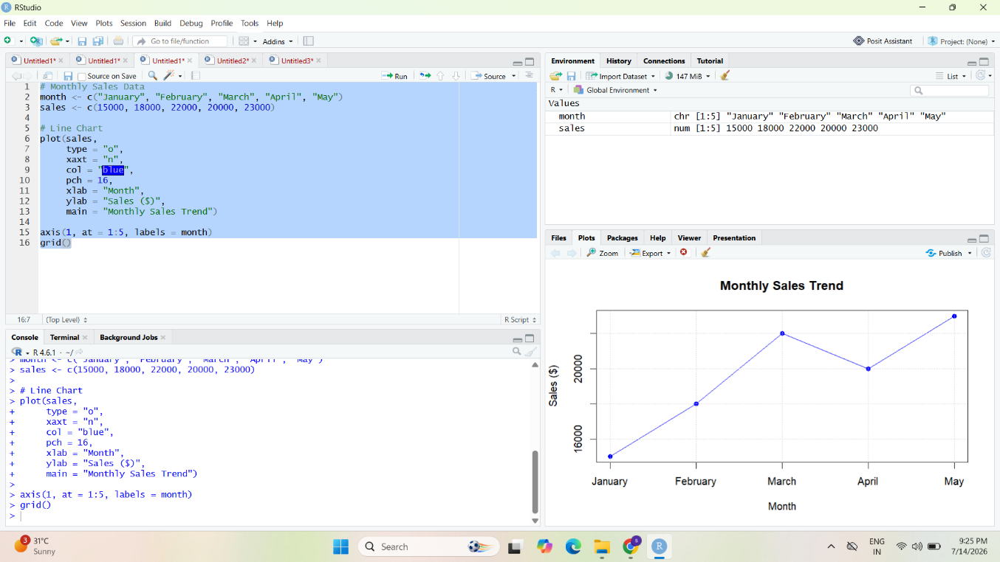 RStudio
File Edit Code View Plots Session Build Debug Profile Tools Help
Go to file/function Addins Posit Assistant Project: (None)
Untitled1* Untitled1* Untitled1* Untitled2* Untitled3*
Source on Save Run Source
1 # Monthly Sales Data
2 month <- c("January", "February", "March", "April", "May")
3 sales <- c(15000, 18000, 22000, 20000, 23000)
4
5 # Line Chart
6 plot(sales,
7 type = "o",
8 xaxt = "n",
9 col = "blue",
10 pch = 16,
11 xlab = "Month",
12 ylab = "Sales ($)",
13 main = "Monthly Sales Trend")
14
15 axis(1, at = 1:5, labels = month)
16 grid()
16:7 (Top Level) R Script
Console Terminal Background Jobs
R 4.6.1 · ~/
> month <- c("January", "February", "March", "April", "May")
> sales <- c(15000, 18000, 22000, 20000, 23000)
>
> # Line Chart
> plot(sales,
+ type = "o",
+ xaxt = "n",
+ col = "blue",
+ pch = 16,
+ xlab = "Month",
+ ylab = "Sales ($)",
+ main = "Monthly Sales Trend")
>
> axis(1, at = 1:5, labels = month)
> grid()
>
Environment History Connections Tutorial
Import Dataset 147 MiB List
R Global Environment
Values
month chr [1:5] "January" "February" "March" "April" "May"
sales num [1:5] 15000 18000 22000 20000 23000
Files Plots Packages Help Viewer Presentation
Zoom Export Publish
Monthly Sales Trend
Sales ($)
20000
16000
January February March April May
Month
3 31°C
Sunny
Search
ENG
IN
9:25 PM
7/14/2026